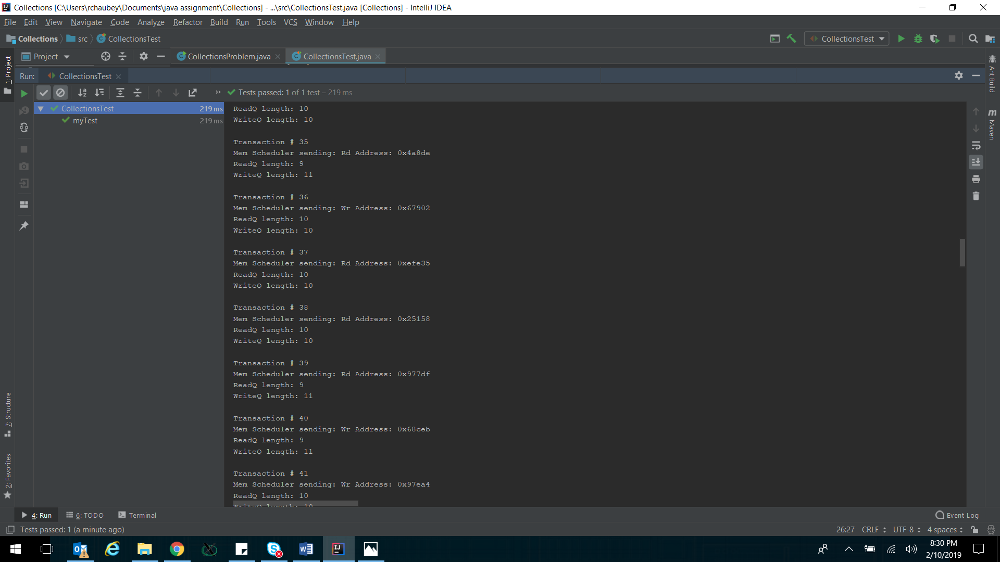 Collections [C:\Users\rchaubey\Documents\java assignment\Collections] - ...\src\CollectionsTest.java [Collections] - IntelliJ IDEA
File Edit View Navigate Code Analyze Refactor Build Run Tools VCS Window Help
Collections src CollectionsTest
CollectionsTest
1: Project
Project
CollectionsProblem.java
CollectionsTest.java
Ant Build
Run: CollectionsTest
Tests passed: 1 of 1 test – 219 ms
CollectionsTest 219 ms
myTest 219 ms
Maven
ReadQ length: 10
WriteQ length: 10
Transaction # 35
Mem Scheduler sending: Rd Address: 0x4a8de
ReadQ length: 9
WriteQ length: 11
Transaction # 36
Mem Scheduler sending: Wr Address: 0x67902
ReadQ length: 10
WriteQ length: 10
Transaction # 37
Mem Scheduler sending: Rd Address: 0xefe35
ReadQ length: 10
WriteQ length: 10
Transaction # 38
Mem Scheduler sending: Rd Address: 0x25158
ReadQ length: 10
WriteQ length: 10
Transaction # 39
Mem Scheduler sending: Rd Address: 0x977df
ReadQ length: 9
WriteQ length: 11
Transaction # 40
Mem Scheduler sending: Wr Address: 0x68ceb
ReadQ length: 9
WriteQ length: 11
Transaction # 41
Mem Scheduler sending: Wr Address: 0x97ea4
ReadQ length: 10
WriteQ length: 10
7: Structure
2: Favorites
4: Run 6: TODO Terminal Event Log
Tests passed: 1 (a minute ago) 26:27 CRLF UTF-8 4 spaces
8:30 PM
2/10/2019